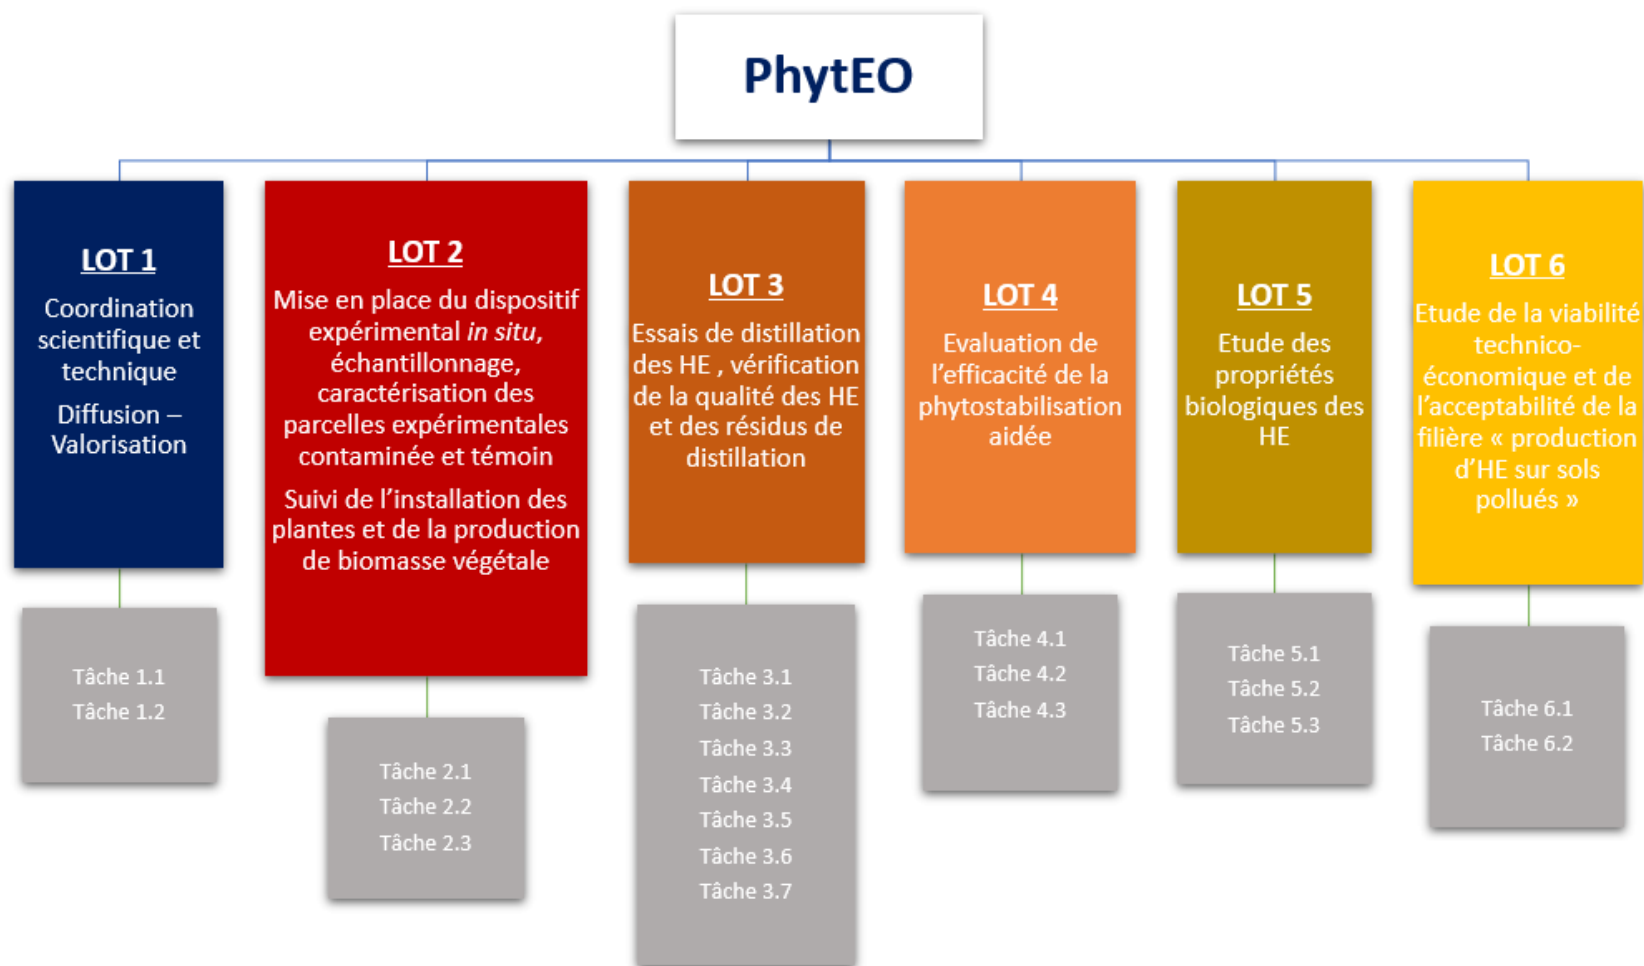 PhytEO
LOT 1
Coordination
scientifique et
technique
Diffusion –
Valorisation
LOT 2
Mise en place du dispositif
expérimental in situ,
échantillonnage,
caractérisation des
parcelles expérimentales
contaminée et témoin
Suivi de l’installation des
plantes et de la production
de biomasse végétale
LOT 3
Essais de distillation
des HE , vérification
de la qualité des HE
et des résidus de
distillation
LOT 4
Evaluation de
l’efficacité de la
phytostabilisation
aidée
LOT 5
Etude des
propriétés
biologiques des
HE
LOT 6
Etude de la viabilité
technico-
économique et de
l’acceptabilité de la
filière « production
d’HE sur sols
pollués »
Tâche 1.1
Tâche 1.2
Tâche 2.1
Tâche 2.2
Tâche 2.3
Tâche 3.1
Tâche 3.2
Tâche 3.3
Tâche 3.4
Tâche 3.5
Tâche 3.6
Tâche 3.7
Tâche 4.1
Tâche 4.2
Tâche 4.3
Tâche 5.1
Tâche 5.2
Tâche 5.3
Tâche 6.1
Tâche 6.2